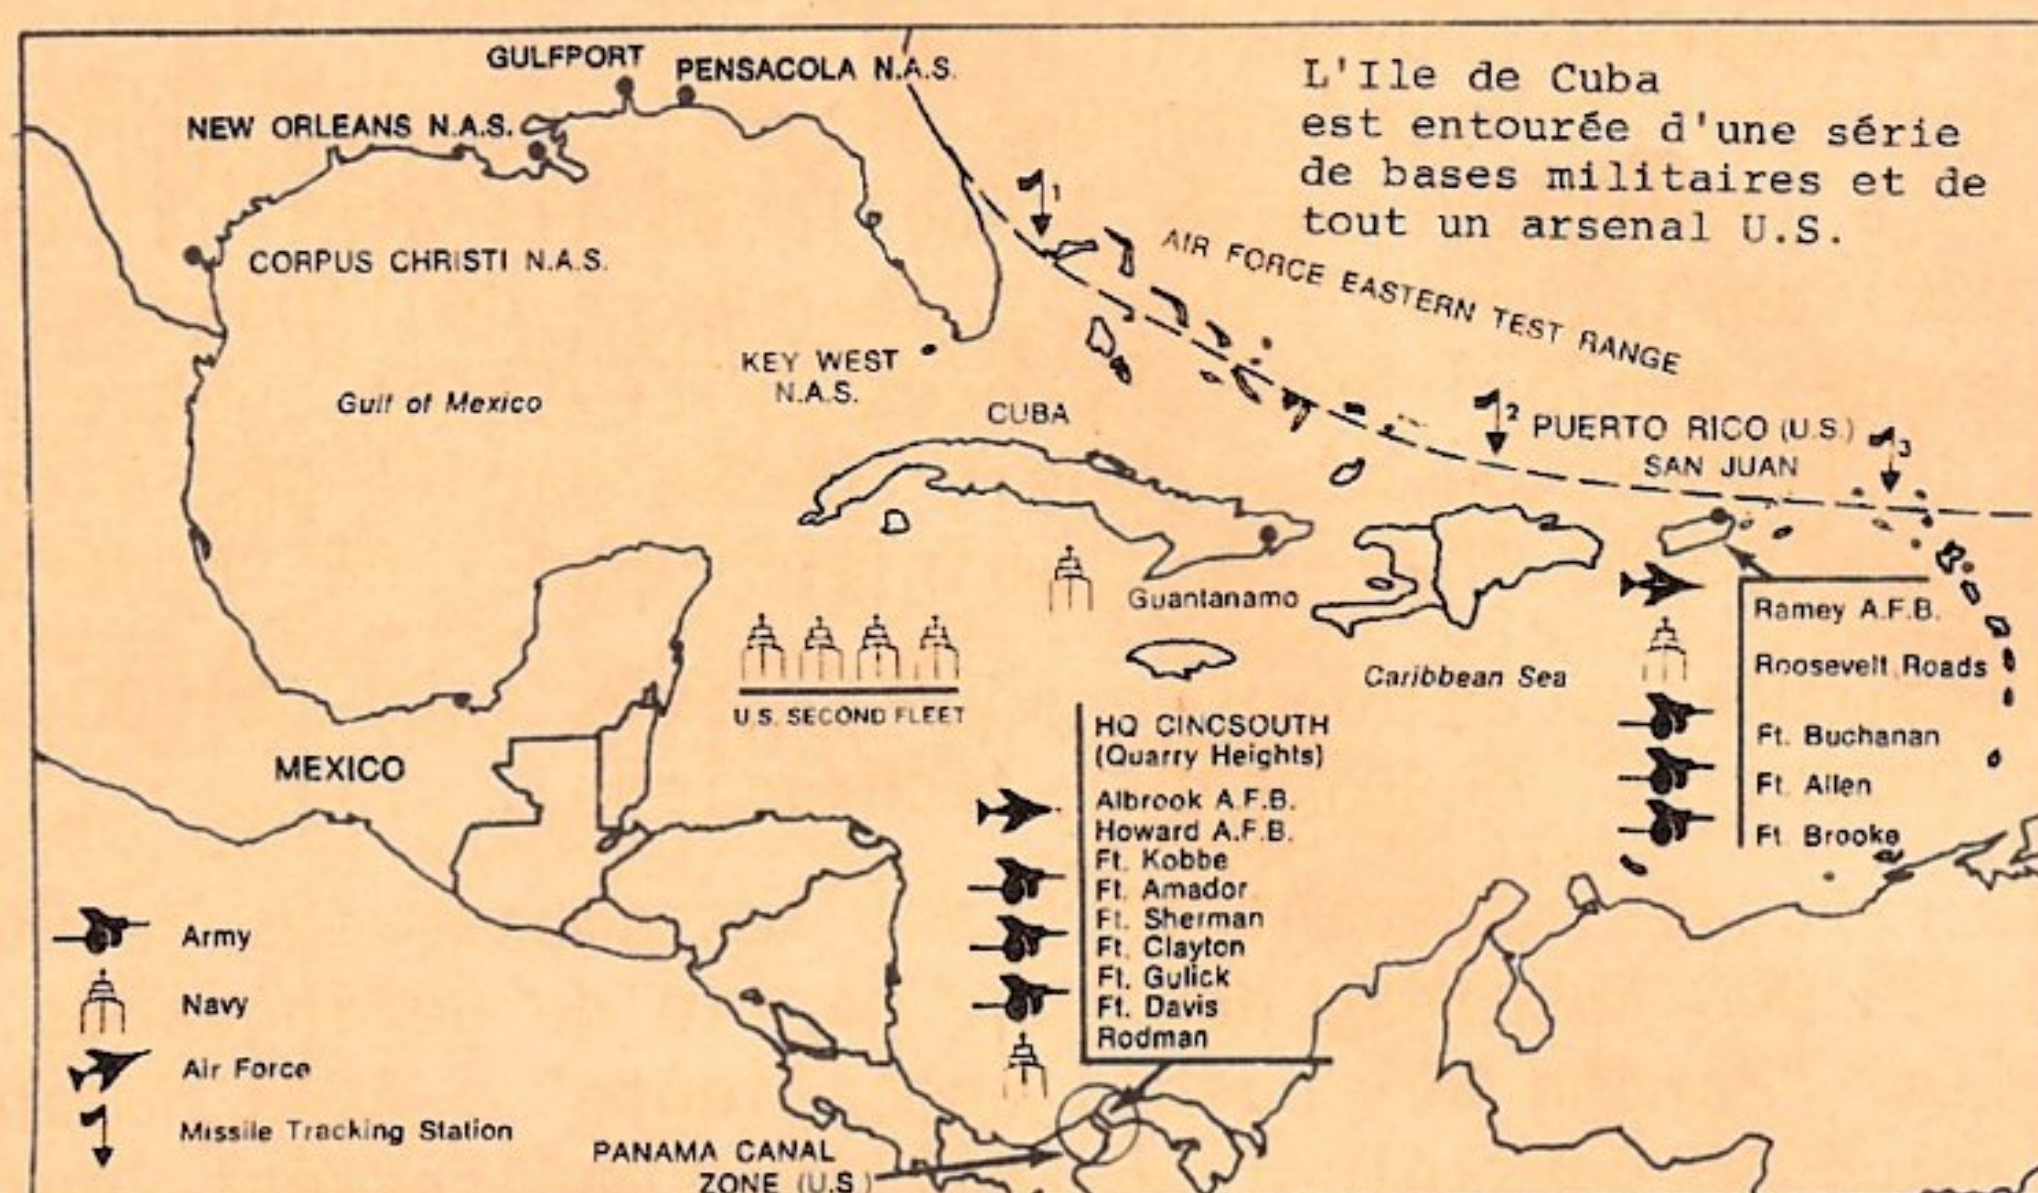 GULFPORT
PENSACOLA N.A.S.
NEW ORLEANS N.A.S.
CORPUS CHRISTI N.A.S.
L'Ile de Cuba
est entourée d'une série
de bases militaires et de
tout un arsenal U.S.
1
AIR FORCE EASTERN TEST RANGE
KEY WEST
N.A.S.
Gulf of Mexico
CUBA
2
PUERTO RICO (U.S.)
SAN JUAN
3
Guantanamo
Caribbean Sea
U.S. SECOND FLEET
Ramey A.F.B.
Roosevelt Roads
Ft. Buchanan
Ft. Allen
Ft. Brooke
HQ CINCSOUTH
(Quarry Heights)
Albrook A.F.B.
Howard A.F.B.
Ft. Kobbe
Ft. Amador
Ft. Sherman
Ft. Clayton
Ft. Gulick
Ft. Davis
Rodman
MEXICO
Army
Navy
Air Force
Missile Tracking Station
PANAMA CANAL
ZONE (U.S.)